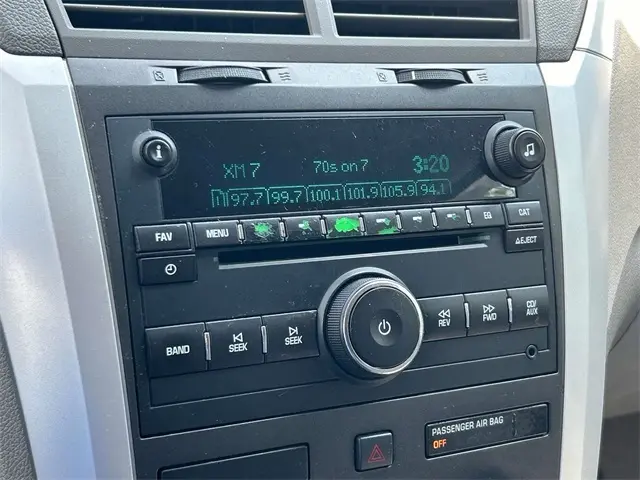 XM 7 70s on 7 3:20
1 97.7 99.7 100.1 101.9 105.9 94.1
FAV MENU EQ CAT
EJECT
BAND SEEK SEEK REV FWD CD/AUX
PASSENGER AIR BAG
OFF